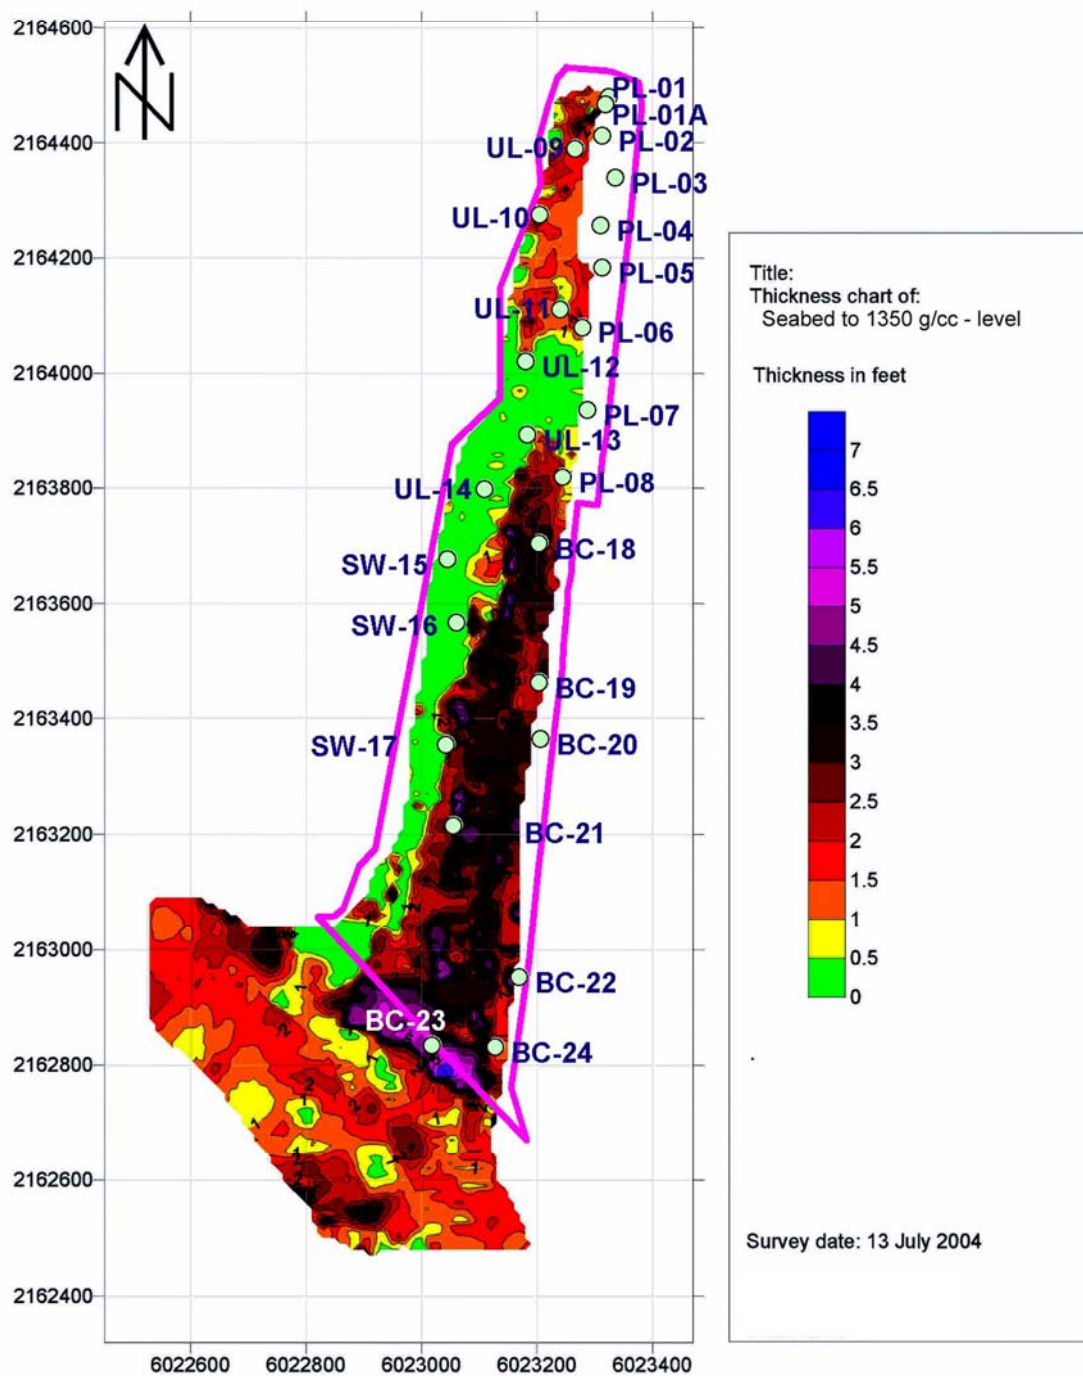 2164600
2164400
2164200
2164000
2163800
2163600
2163400
2163200
2163000
2162800
2162600
2162400
6022600 6022800 6023000 6023200 6023400
N
PL-01
PL-01A
PL-02
UL-09
PL-03
UL-10
PL-04
PL-05
UL-11
PL-06
UL-12
PL-07
UL-13
PL-08
UL-14
BC-18
SW-15
SW-16
BC-19
SW-17
BC-20
BC-21
BC-22
BC-23
BC-24
Title:
Thickness chart of:
Seabed to 1350 g/cc - level
Thickness in feet
7
6.5
6
5.5
5
4.5
4
3.5
3
2.5
2
1.5
1
0.5
0
Survey date: 13 July 2004